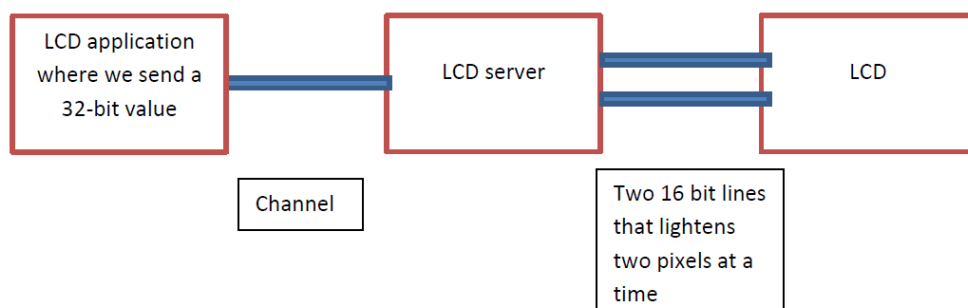 LCD application
where we send a
32-bit value
LCD server
LCD
Channel
Two 16 bit lines
that lightens
two pixels at a
time